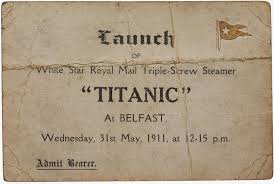 Launch
OF
White Star Royal Mail Triple-Screw Steamer
"TITANIC"
At BELFAST,
Wednesday, 31st May, 1911, at 12-15 p.m.
Admit Bearer.